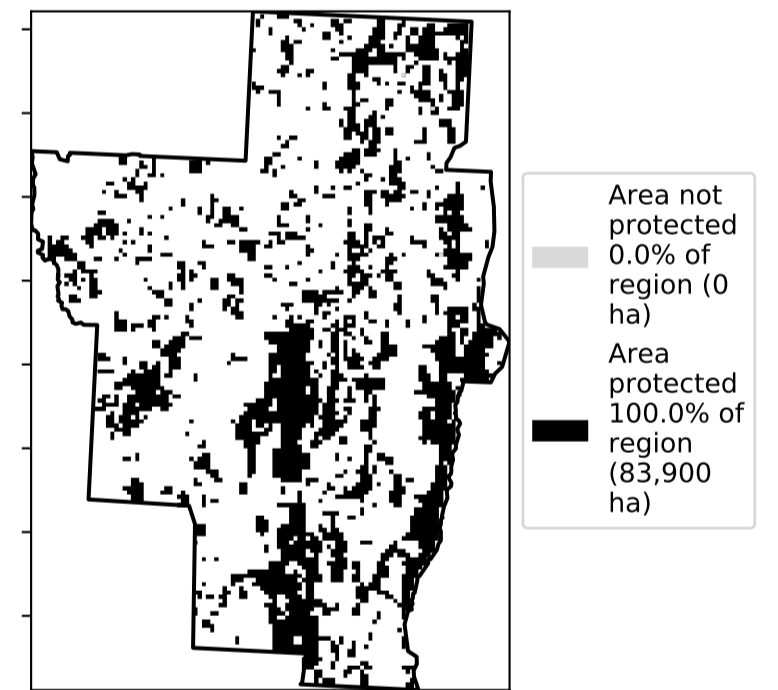 Area not
protected
0.0% of
region (0
ha)
Area
protected
100.0% of
region
(83,900
ha)